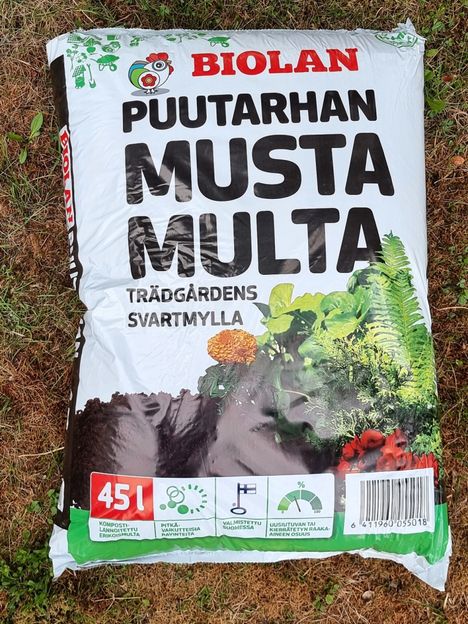 BIOLAN
PUUTARHAN
MUSTA
MULTA
TRÄDGÅRDENS
SVARTMYLLA
45 l
KOMPOSTI-
LANNOITETTU
ERIKOISMULTA
PITKÄ-
VAIKUTTEISIA
RAVINTEITA
VALMISTETTU
SUOMESSA
%
100
UUSIUTUVAN TAI
KIERRÄTETYN RAAKA-
AINEEN OSUUS
6 411960 055018